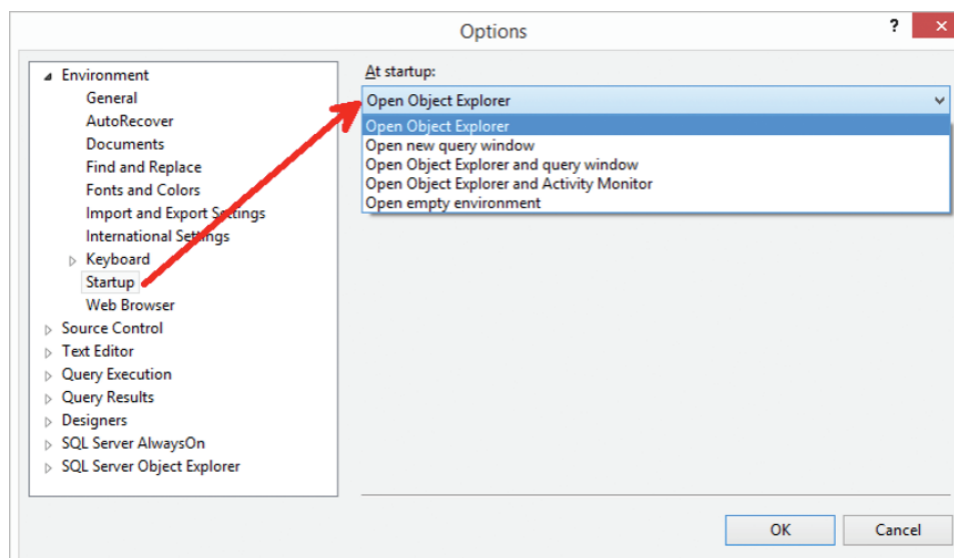 Options
?
×
Environment
General
AutoRecover
Documents
Find and Replace
Fonts and Colors
Import and Export Settings
International Settings
Keyboard
Startup
Web Browser
Source Control
Text Editor
Query Execution
Query Results
Designers
SQL Server AlwaysOn
SQL Server Object Explorer
At startup:
Open Object Explorer
Open Object Explorer
Open new query window
Open Object Explorer and query window
Open Object Explorer and Activity Monitor
Open empty environment
OK
Cancel